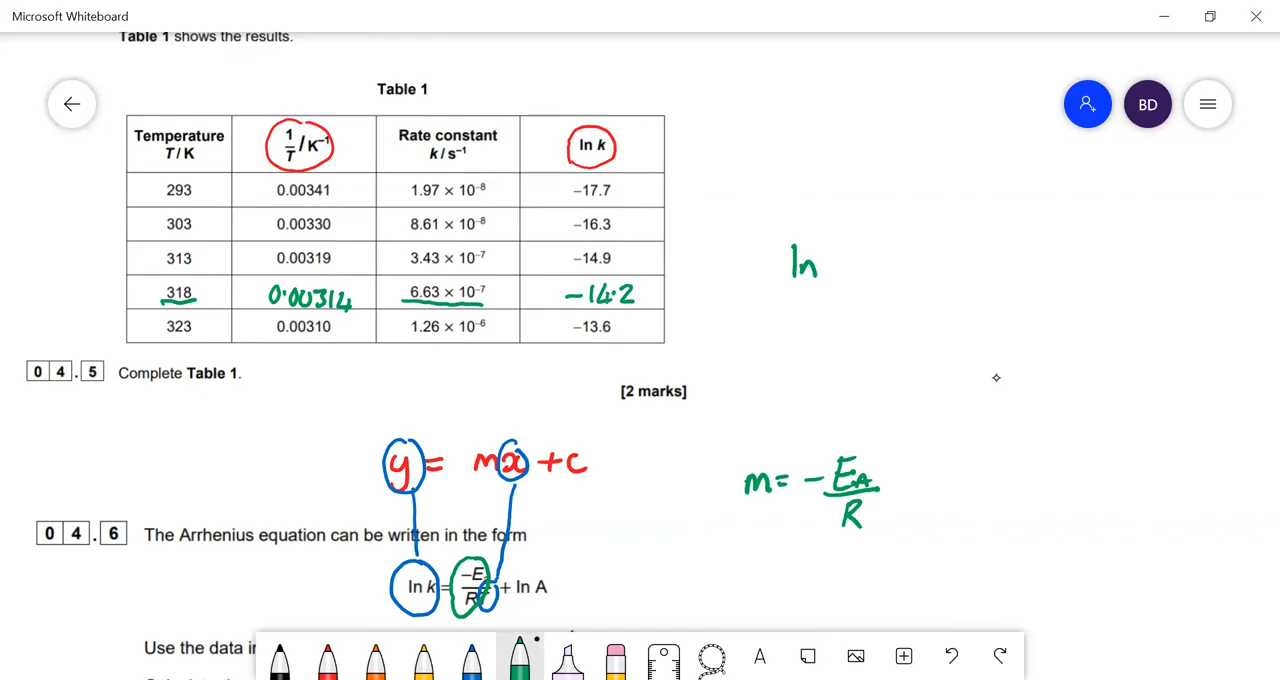 Microsoft Whiteboard
Table 1 shows the results.
BD
Table 1
Temperature T / K | 1/T / K⁻¹ | Rate constant k / s⁻¹ | ln k
293 | 0.00341 | 1.97 × 10⁻⁸ | −17.7
303 | 0.00330 | 8.61 × 10⁻⁸ | −16.3
313 | 0.00319 | 3.43 × 10⁻⁷ | −14.9
318 | 0.00314 | 6.63 × 10⁻⁷ | −14.2
323 | 0.00310 | 1.26 × 10⁻⁶ | −13.6
ln
0 4 . 5 Complete Table 1.
[2 marks]
y = mx + c
m = − EA/R
0 4 . 6 The Arrhenius equation can be written in the form
ln k = −E/R + ln A
Use the data
A